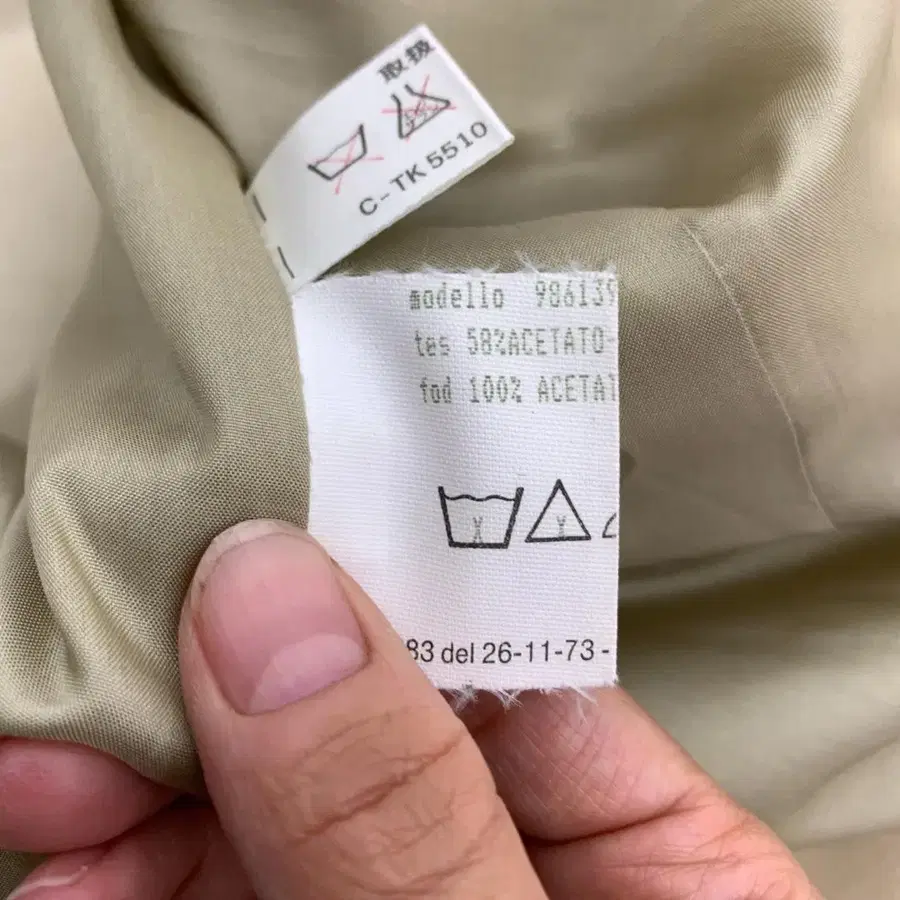 取扱
C-TK 5510
modello 986139
tes 58%ACETATO-
fod 100% ACETAT
83 del 26-11-73 -